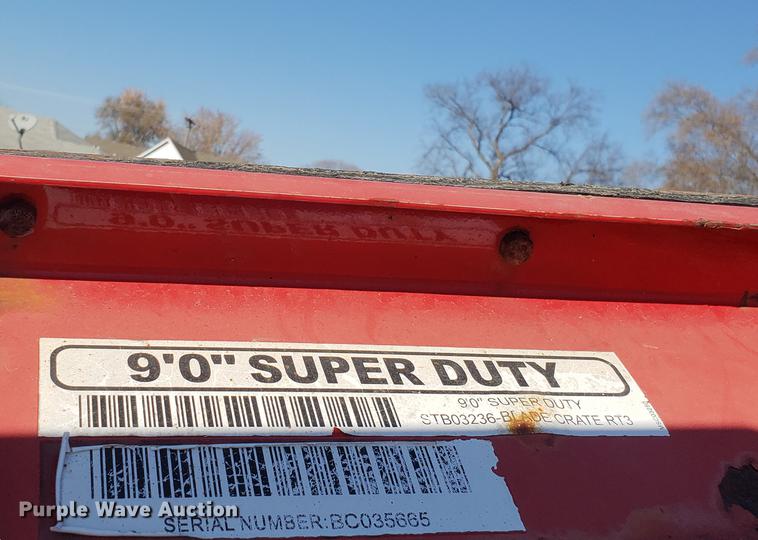 9'0" SUPER DUTY
9'0" SUPER DUTY
STB03236-BLADE CRATE RT3
SERIAL NUMBER:BC035665
Purple Wave Auction